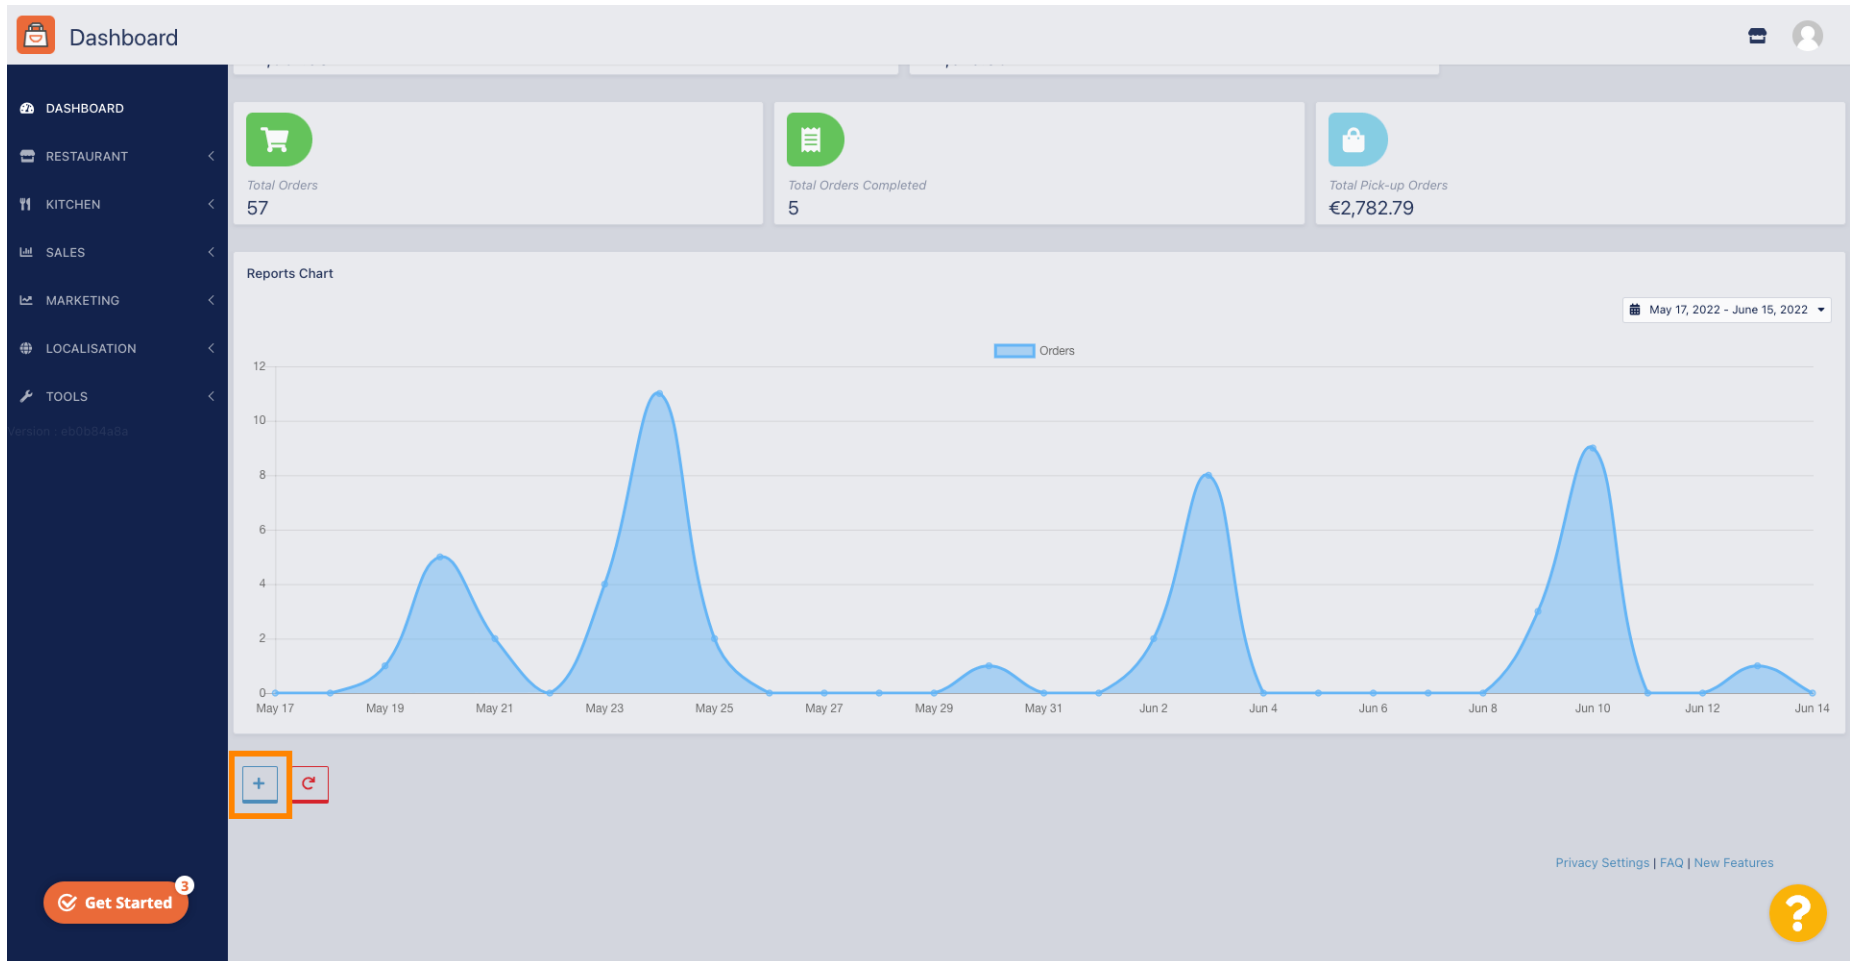 Dashboard
DASHBOARD
RESTAURANT
KITCHEN
SALES
MARKETING
LOCALISATION
TOOLS
Version : eb0b84a8a
Total Orders
57
Total Orders Completed
5
Total Pick-up Orders
€2,782.79
Reports Chart
May 17, 2022 - June 15, 2022
Orders
12
10
8
6
4
2
0
May 17 May 19 May 21 May 23 May 25 May 27 May 29 May 31 Jun 2 Jun 4 Jun 6 Jun 8 Jun 10 Jun 12 Jun 14
Privacy Settings | FAQ | New Features
3
Get Started
?